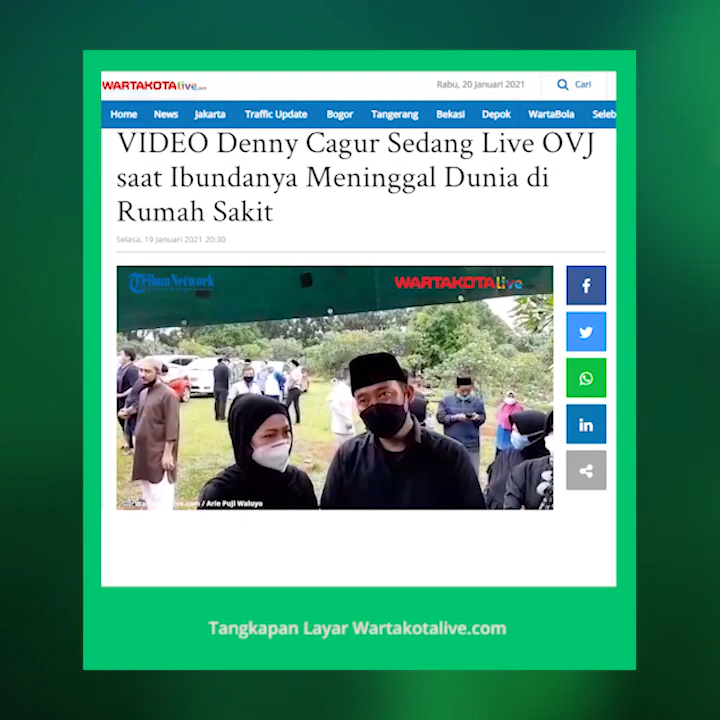 WARTAKOTAlive.com
Rabu, 20 Januari 2021
Cari
Home News Jakarta Traffic Update Bogor Tangerang Bekasi Depok WartaBola Seleb
VIDEO Denny Cagur Sedang Live OVJ
saat Ibundanya Meninggal Dunia di
Rumah Sakit
Selasa, 19 Januari 2021 20:30
Tribun Network
WARTAKOTAlive
/ Arie Puji Waluyo
Tangkapan Layar Wartakotalive.com